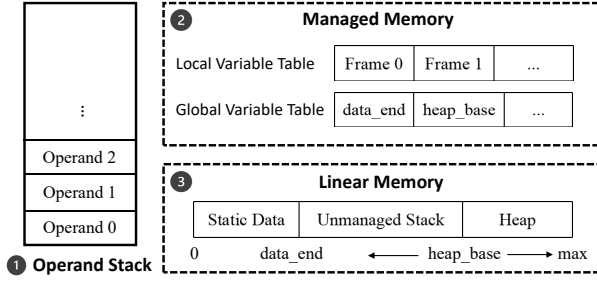 ⋮
Operand 2
Operand 1
Operand 0
1 Operand Stack
2 Managed Memory
Local Variable Table Frame 0 Frame 1 ...
Global Variable Table data_end heap_base ...
3 Linear Memory
Static Data Unmanaged Stack Heap
0 data_end heap_base max